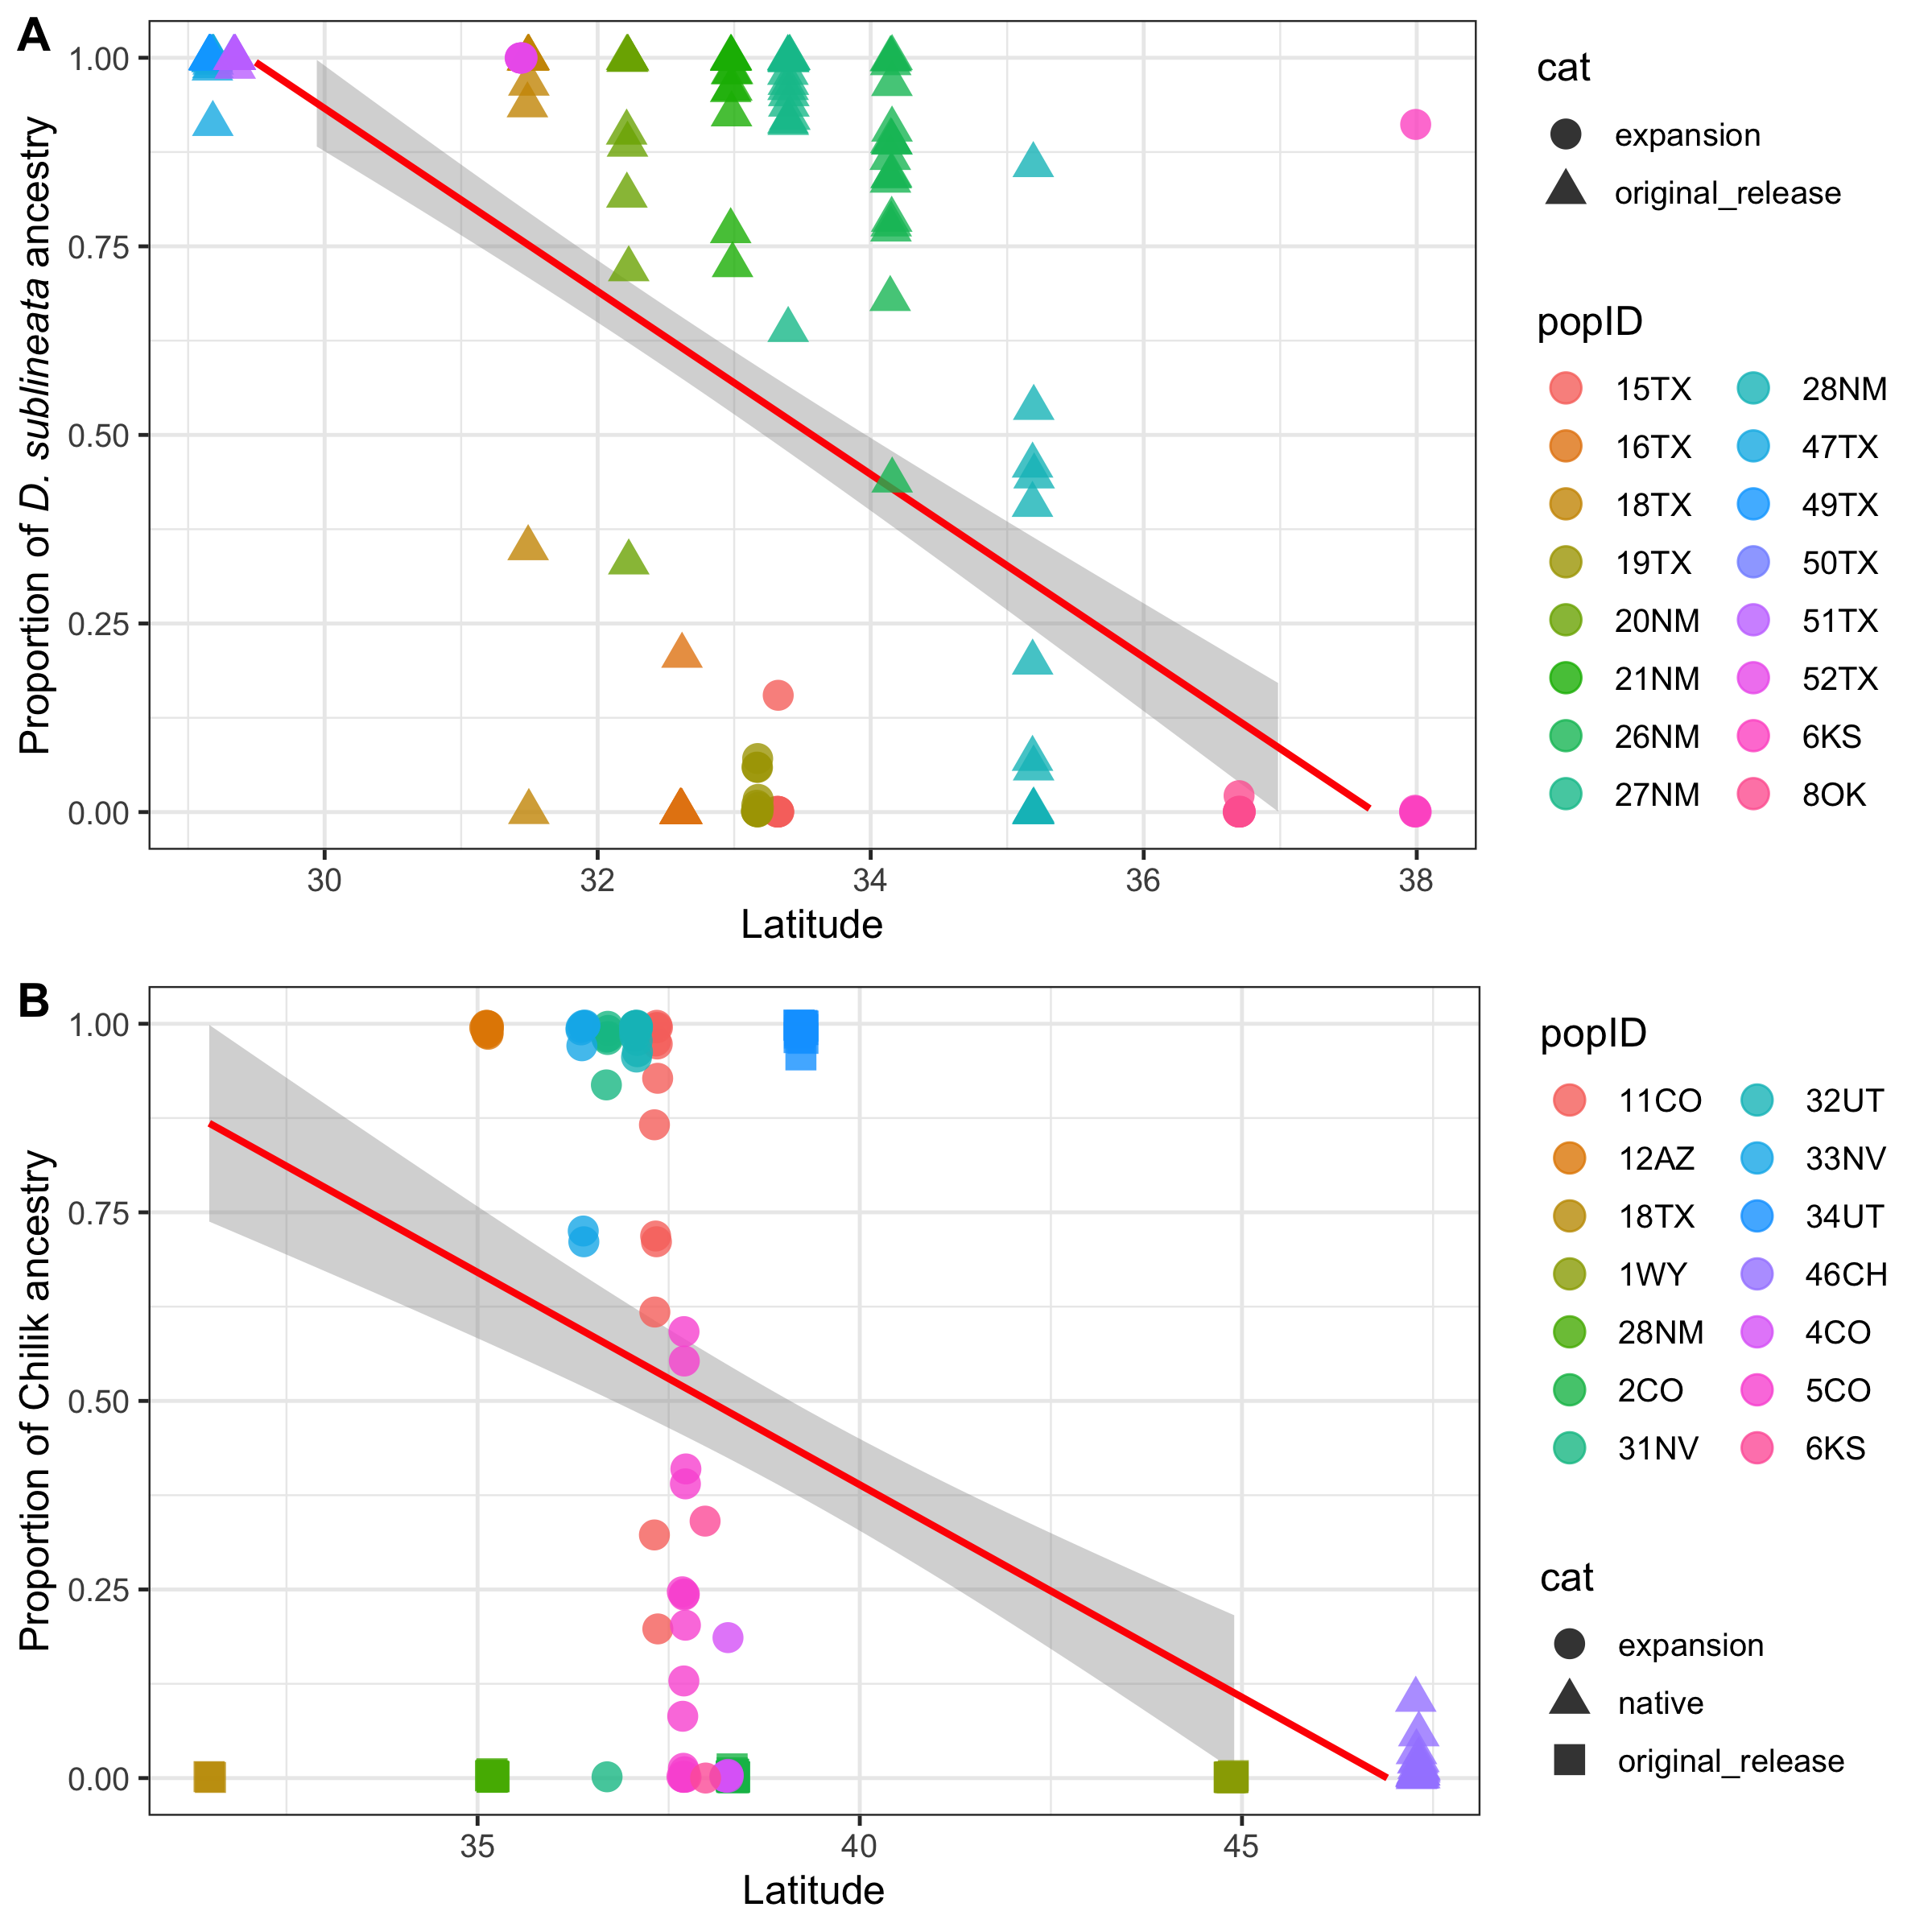 A
Proportion of D. sublineata ancestry
1.00
0.75
0.50
0.25
0.00
30 32 34 36 38
Latitude
cat
expansion
original_release
popID
15TX 28NM
16TX 47TX
18TX 49TX
19TX 50TX
20NM 51TX
21NM 52TX
26NM 6KS
27NM 8OK
B
Proportion of Chilik ancestry
1.00
0.75
0.50
0.25
0.00
35 40 45
Latitude
popID
11CO 32UT
12AZ 33NV
18TX 34UT
1WY 46CH
28NM 4CO
2CO 5CO
31NV 6KS
cat
expansion
native
original_release